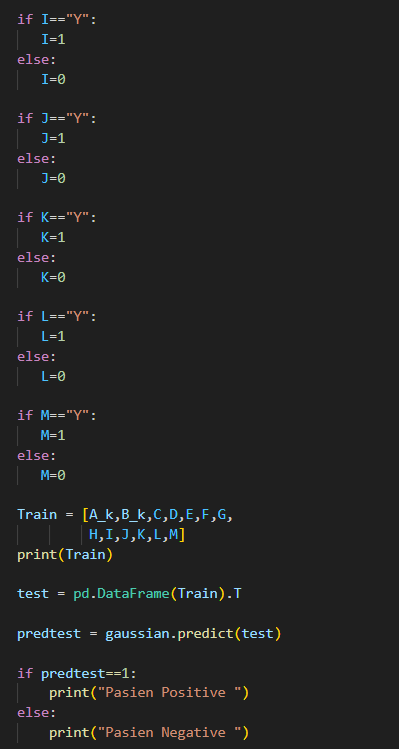 if I=="Y":
    I=1
else:
    I=0

if J=="Y":
    J=1
else:
    J=0

if K=="Y":
    K=1
else:
    K=0

if L=="Y":
    L=1
else:
    L=0

if M=="Y":
    M=1
else:
    M=0

Train = [A_k,B_k,C,D,E,F,G,
         H,I,J,K,L,M]
print(Train)

test = pd.DataFrame(Train).T

predtest = gaussian.predict(test)

if predtest==1:
    print("Pasien Positive ")
else:
    print("Pasien Negative ")